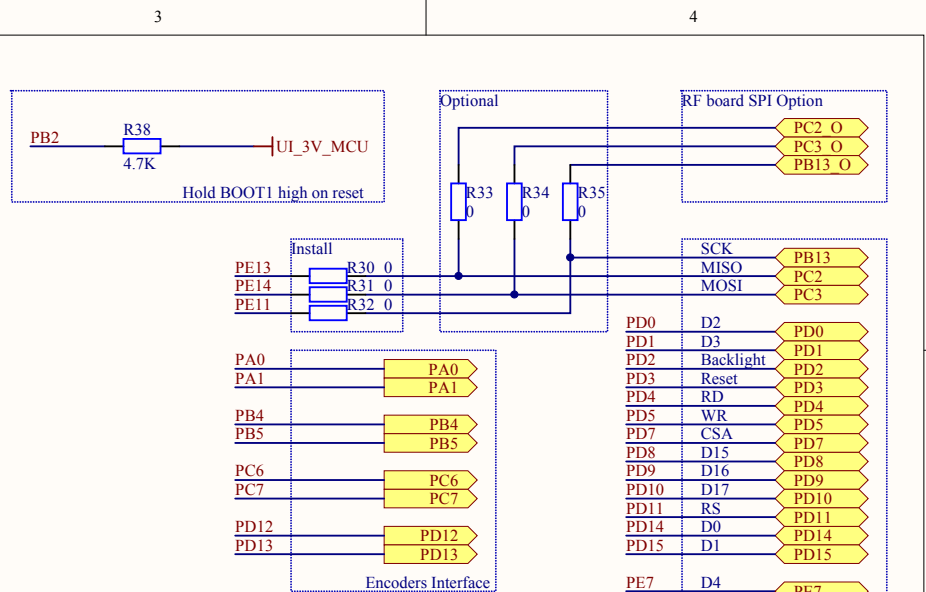 3
4
PB2
R38
4.7K
UI_3V_MCU
Hold BOOT1 high on reset
Optional
R33
0
R34
0
R35
0
RF board SPI Option
PC2_O
PC3_O
PB13_O
Install
PE13
R30 0
PE14
R31 0
PE11
R32 0
SCK
PB13
MISO
PC2
MOSI
PC3
PA0
PA0
PA1
PA1
PB4
PB4
PB5
PB5
PC6
PC6
PC7
PC7
PD12
PD12
PD13
PD13
Encoders Interface
PD0 D2 PD0
PD1 D3 PD1
PD2 Backlight PD2
PD3 Reset PD3
PD4 RD PD4
PD5 WR PD5
PD7 CSA PD7
PD8 D15 PD8
PD9 D16 PD9
PD10 D17 PD10
PD11 RS PD11
PD14 D0 PD14
PD15 D1 PD15
PE7 D4 PE7